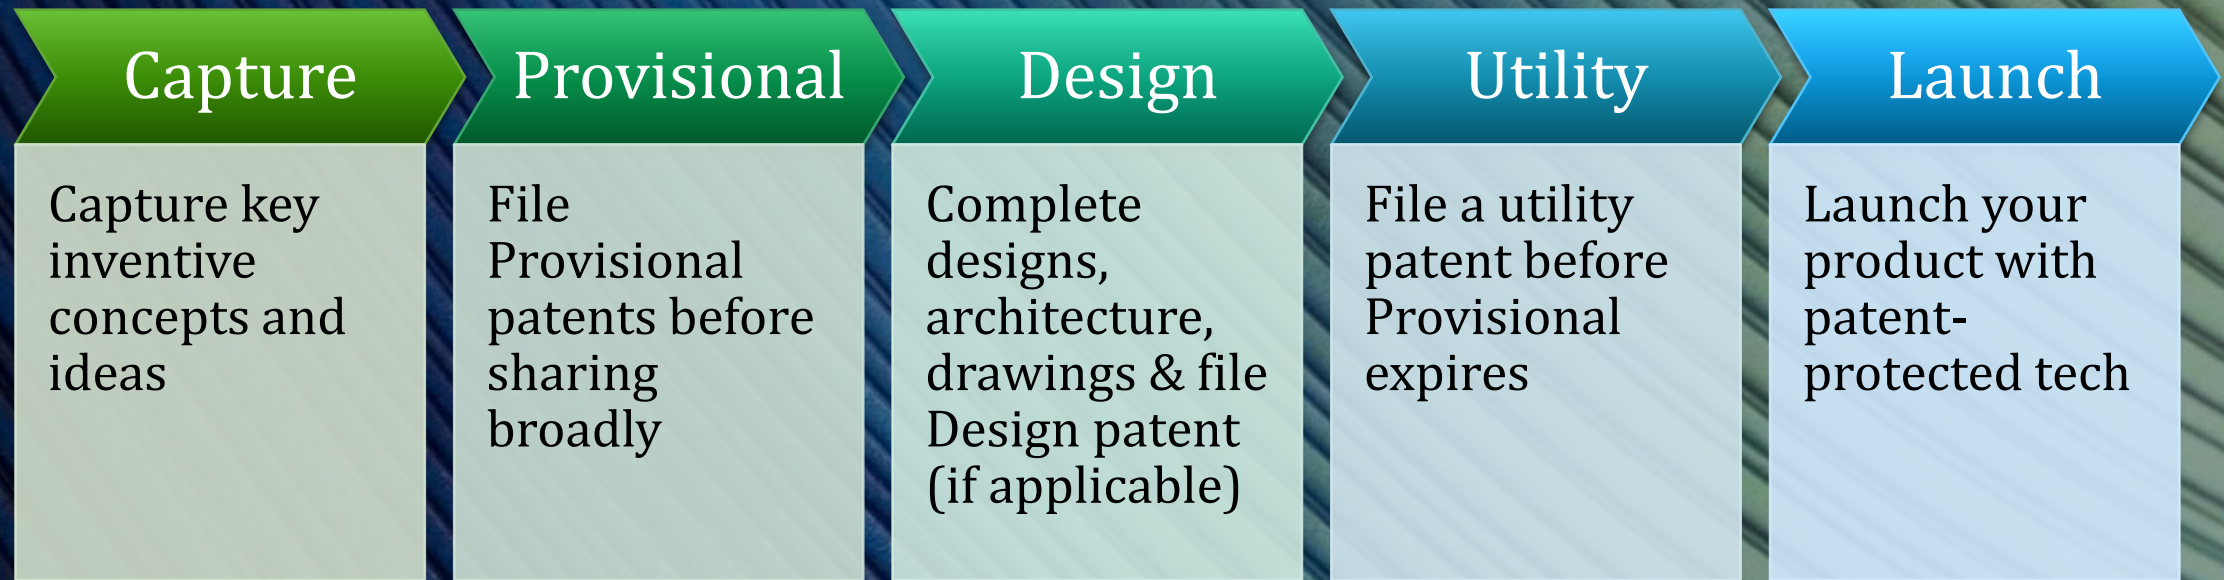 Capture
Capture key
inventive
concepts and
ideas
Provisional
File
Provisional
patents before
sharing
broadly
Design
Complete
designs,
architecture,
drawings & file
Design patent
(if applicable)
Utility
File a utility
patent before
Provisional
expires
Launch
Launch your
product with
patent-
protected tech